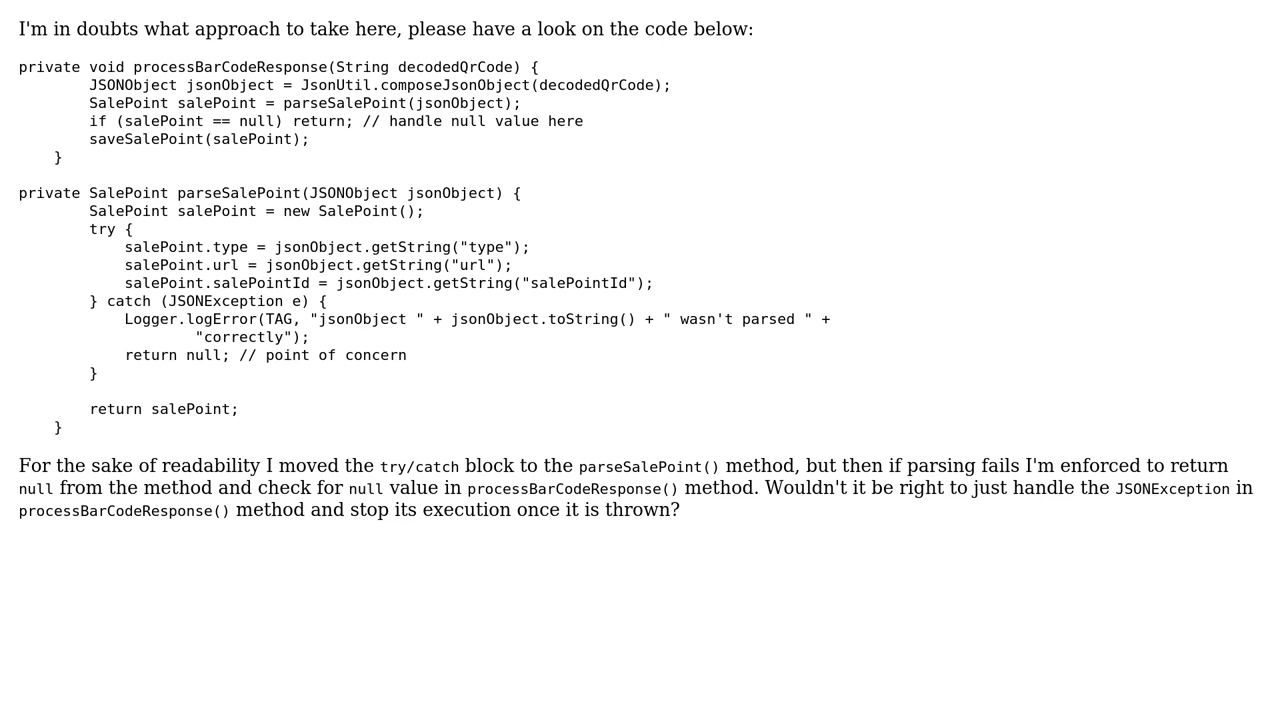 I'm in doubts what approach to take here, please have a look on the code below:
private void processBarCodeResponse(String decodedQrCode) {
        JSONObject jsonObject = JsonUtil.composeJsonObject(decodedQrCode);
        SalePoint salePoint = parseSalePoint(jsonObject);
        if (salePoint == null) return; // handle null value here
        saveSalePoint(salePoint);
    }

private SalePoint parseSalePoint(JSONObject jsonObject) {
        SalePoint salePoint = new SalePoint();
        try {
            salePoint.type = jsonObject.getString("type");
            salePoint.url = jsonObject.getString("url");
            salePoint.salePointId = jsonObject.getString("salePointId");
        } catch (JSONException e) {
            Logger.logError(TAG, "jsonObject " + jsonObject.toString() + " wasn't parsed " +
                    "correctly");
            return null; // point of concern
        }

        return salePoint;
    }
For the sake of readability I moved the try/catch block to the parseSalePoint() method, but then if parsing fails I'm enforced to return
null from the method and check for null value in processBarCodeResponse() method. Wouldn't it be right to just handle the JSONException in
processBarCodeResponse() method and stop its execution once it is thrown?